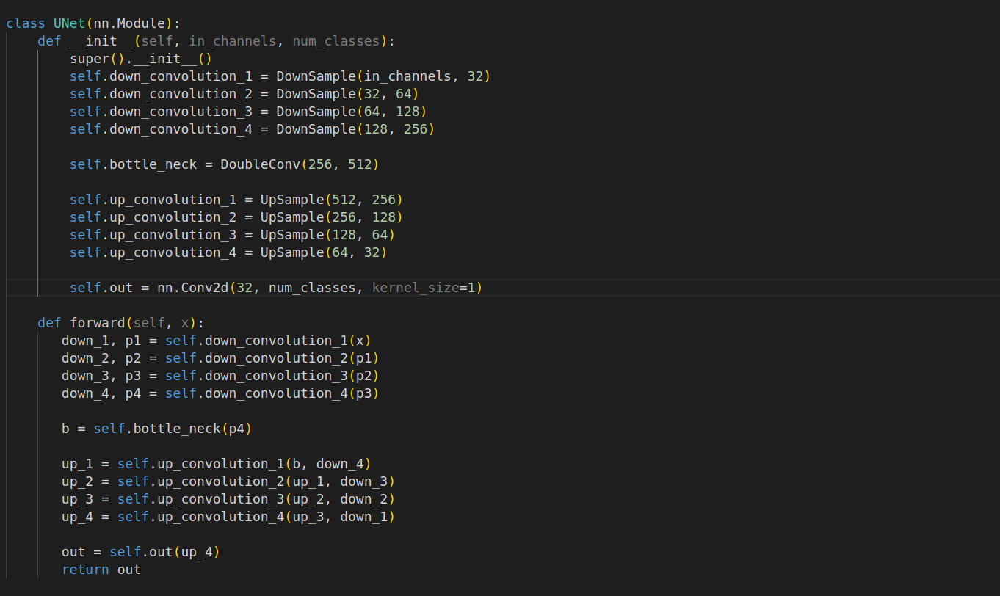 class UNet(nn.Module):
    def __init__(self, in_channels, num_classes):
        super().__init__()
        self.down_convolution_1 = DownSample(in_channels, 32)
        self.down_convolution_2 = DownSample(32, 64)
        self.down_convolution_3 = DownSample(64, 128)
        self.down_convolution_4 = DownSample(128, 256)

        self.bottle_neck = DoubleConv(256, 512)

        self.up_convolution_1 = UpSample(512, 256)
        self.up_convolution_2 = UpSample(256, 128)
        self.up_convolution_3 = UpSample(128, 64)
        self.up_convolution_4 = UpSample(64, 32)

        self.out = nn.Conv2d(32, num_classes, kernel_size=1)

    def forward(self, x):
       down_1, p1 = self.down_convolution_1(x)
       down_2, p2 = self.down_convolution_2(p1)
       down_3, p3 = self.down_convolution_3(p2)
       down_4, p4 = self.down_convolution_4(p3)

       b = self.bottle_neck(p4)

       up_1 = self.up_convolution_1(b, down_4)
       up_2 = self.up_convolution_2(up_1, down_3)
       up_3 = self.up_convolution_3(up_2, down_2)
       up_4 = self.up_convolution_4(up_3, down_1)

       out = self.out(up_4)
       return out